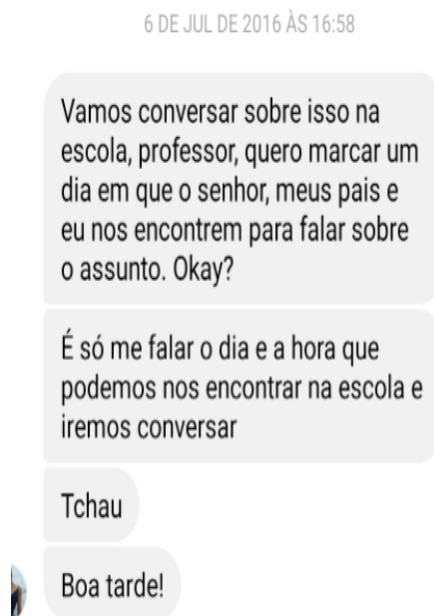 6 DE JUL DE 2016 ÀS 16:58
Vamos conversar sobre isso na
escola, professor, quero marcar um
dia em que o senhor, meus pais e
eu nos encontrem para falar sobre
o assunto. Okay?
É só me falar o dia e a hora que
podemos nos encontrar na escola e
iremos conversar
Tchau
Boa tarde!